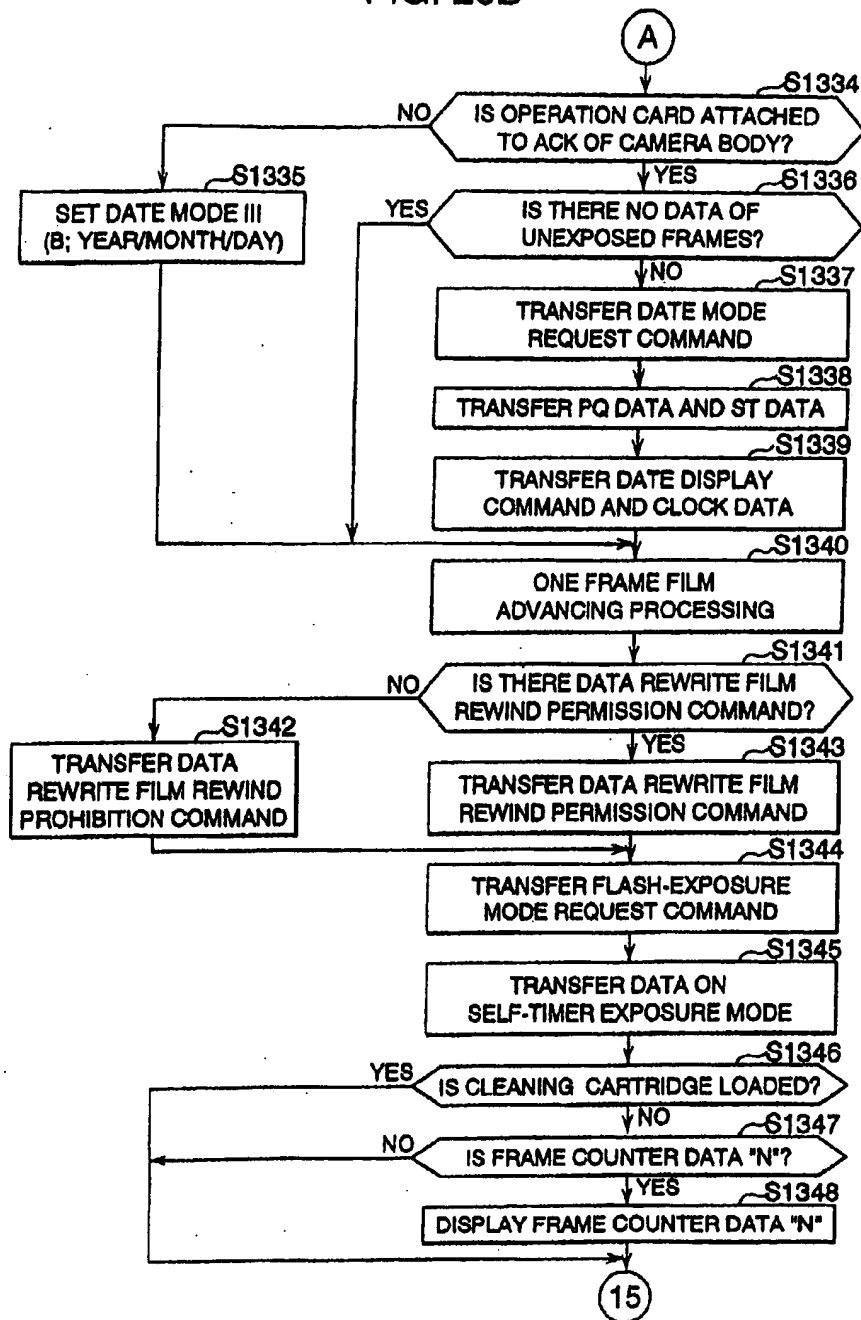 A
S1334
NO
IS OPERATION CARD ATTACHED
TO ACK OF CAMERA BODY?
YES
S1335
SET DATE MODE III
(B; YEAR/MONTH/DAY)
S1336
YES
IS THERE NO DATA OF
UNEXPOSED FRAMES?
NO
S1337
TRANSFER DATE MODE
REQUEST COMMAND
S1338
TRANSFER PQ DATA AND ST DATA
S1339
TRANSFER DATE DISPLAY
COMMAND AND CLOCK DATA
S1340
ONE FRAME FILM
ADVANCING PROCESSING
S1341
NO
IS THERE DATA REWRITE FILM
REWIND PERMISSION COMMAND?
YES
S1342
TRANSFER DATA
REWRITE FILM REWIND
PROHIBITION COMMAND
S1343
TRANSFER DATA REWRITE FILM
REWIND PERMISSION COMMAND
S1344
TRANSFER FLASH-EXPOSURE
MODE REQUEST COMMAND
S1345
TRANSFER DATA ON
SELF-TIMER EXPOSURE MODE
S1346
YES
IS CLEANING CARTRIDGE LOADED?
NO
S1347
NO
IS FRAME COUNTER DATA "N"?
YES
S1348
DISPLAY FRAME COUNTER DATA "N"
15